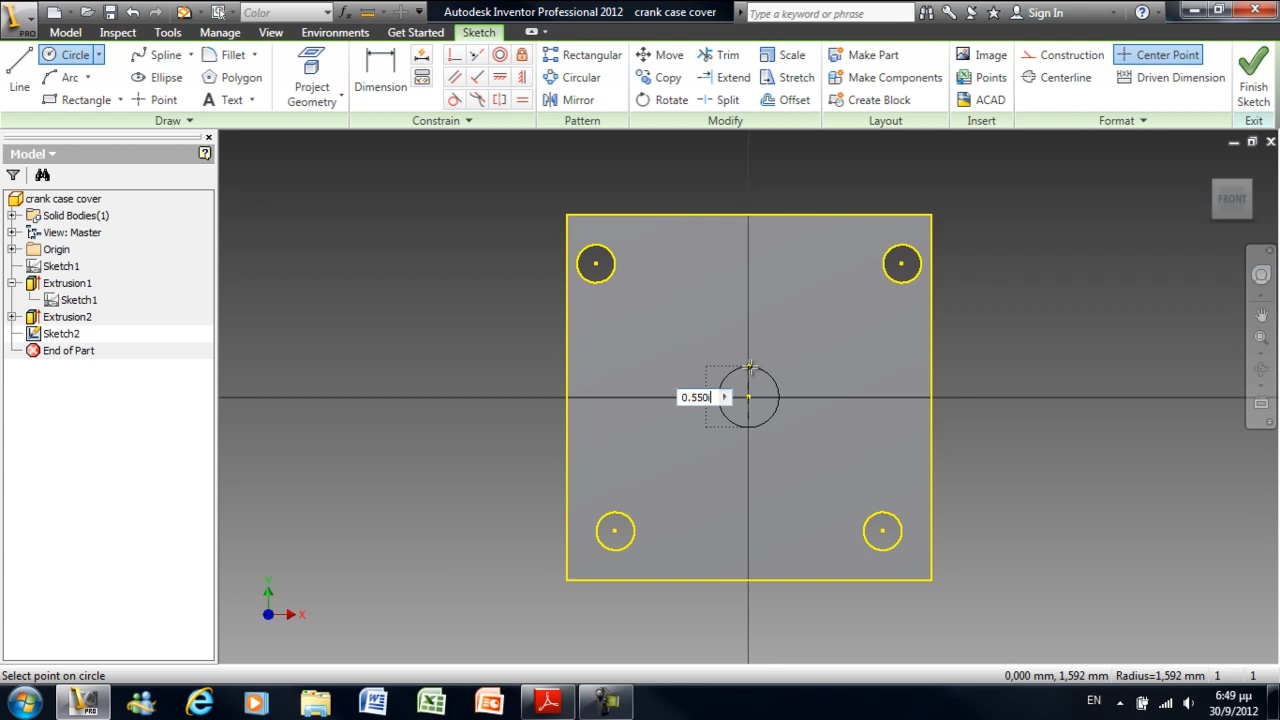 Color
Autodesk Inventor Professional 2012 crank case cover
Type a keyword or phrase
Sign In
PRO
Model Inspect Tools Manage View Environments Get Started Sketch
Circle Spline Fillet Rectangular Move Trim Scale Make Part Image Construction Center Point
Line Arc Ellipse Polygon Project Geometry Dimension Circular Copy Extend Stretch Make Components Points Centerline Driven Dimension Finish Sketch
Rectangle Point Text Mirror Rotate Split Offset Create Block ACAD
Draw Constrain Pattern Modify Layout Insert Format Exit
Model
crank case cover
Solid Bodies(1)
View: Master
Origin
Sketch1
Extrusion1
Sketch1
Extrusion2
Sketch2
End of Part
FRONT
0.550i
Y
X
Select point on circle
0,000 mm, 1,592 mm Radius=1,592 mm 1 1
PRO
EN
6:49 μμ
30/9/2012